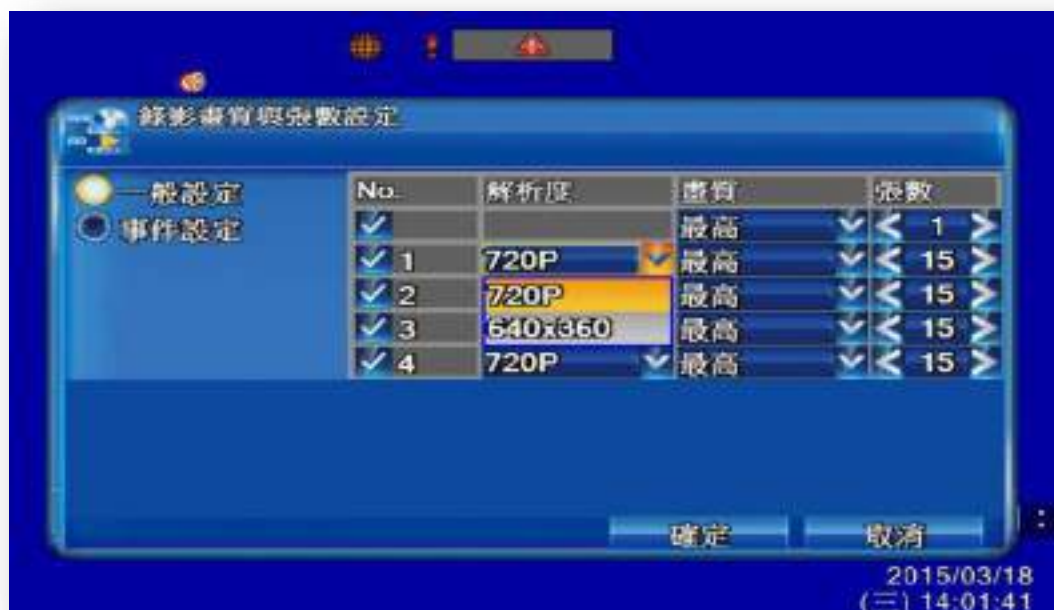 錄影畫質與張數設定
一般設定
事件設定
No. 解析度 畫質 張數
最高 1
1 720P 最高 15
2 720P 最高 15
3 640x360 最高 15
4 720P 最高 15
確定 取消
2015/03/18
(三) 14:01:41